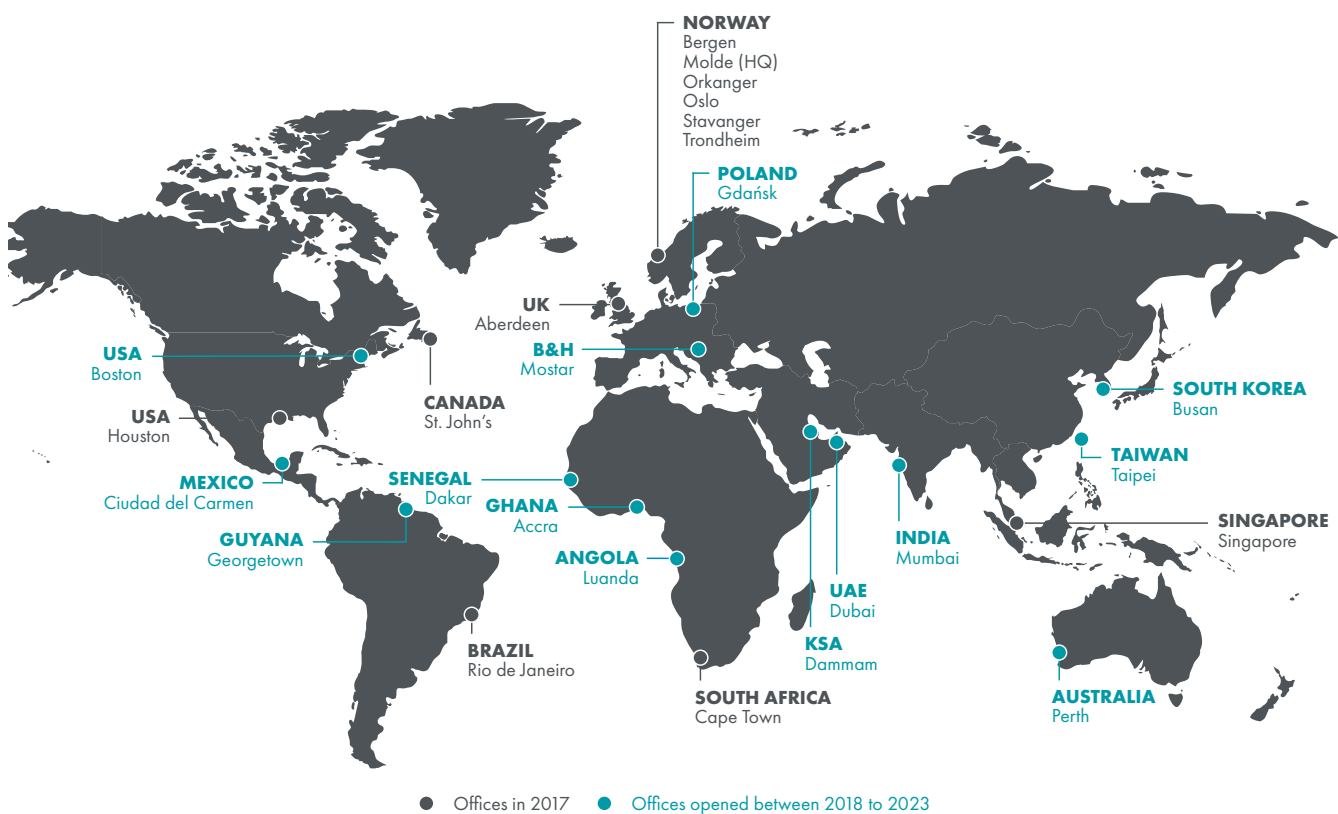 NORWAY
Bergen
Molde (HQ)
Orkanger
Oslo
Stavanger
Trondheim
POLAND
Gdańsk
UK
Aberdeen
B&H
Mostar
USA
Boston
USA
Houston
CANADA
St. John's
MEXICO
Ciudad del Carmen
GUYANA
Georgetown
BRAZIL
Rio de Janeiro
SENEGAL
Dakar
GHANA
Accra
ANGOLA
Luanda
SOUTH AFRICA
Cape Town
UAE
Dubai
KSA
Dammam
INDIA
Mumbai
SOUTH KOREA
Busan
TAIWAN
Taipei
SINGAPORE
Singapore
AUSTRALIA
Perth
Offices in 2017
Offices opened between 2018 to 2023